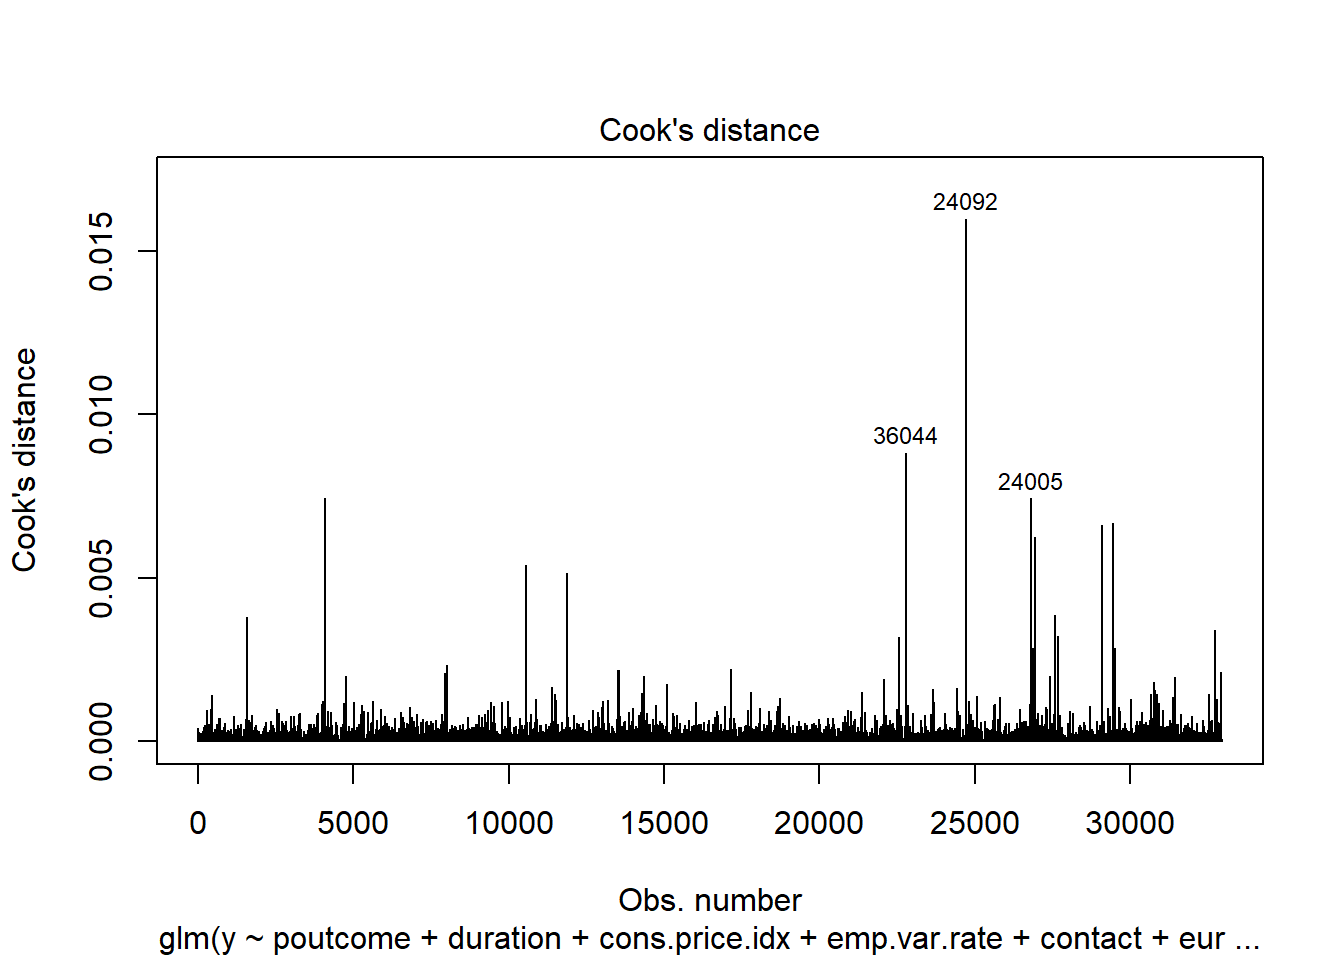 Cook's distance
24092
36044
24005
Cook's distance
0.015
0.010
0.005
0.000
0 5000 10000 15000 20000 25000 30000
Obs. number
glm(y ~ poutcome + duration + cons.price.idx + emp.var.rate + contact + eur ...